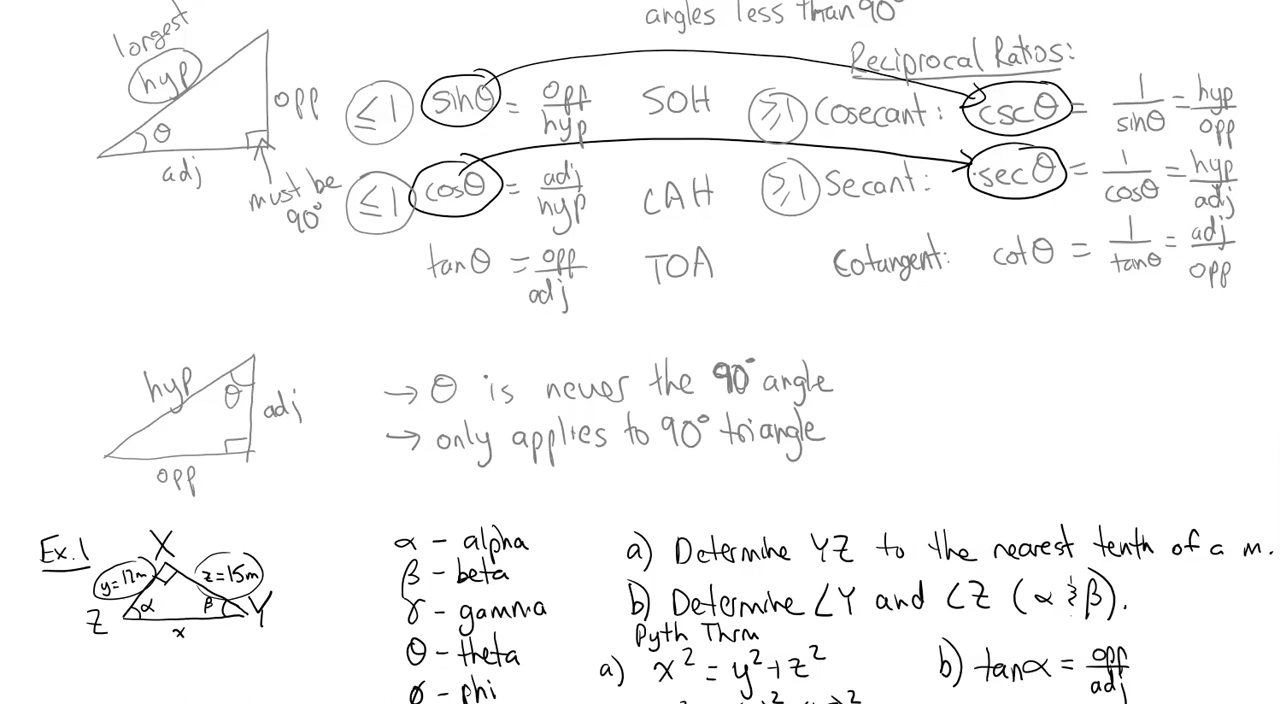 angles less than 90°
longest
hyp
opp
θ
adj
must be
90°
Reciprocal Ratios:
≤1 sinθ = opp/hyp SOH ≥1 Cosecant: cscθ = 1/sinθ = hyp/opp
≤1 cosθ = adj/hyp CAH ≥1 Secant: secθ = 1/cosθ = hyp/adj
tanθ = opp/adj TOA Cotangent: cotθ = 1/tanθ = adj/opp
hyp
θ
adj
opp
→ θ is never the 90° angle
→ only applies to 90° triangle
Ex.1
X
z=15m
Z
α
β
Y
x
α - alpha
β - beta
γ - gamma
θ - theta
ø - phi
a) Determine YZ to the nearest tenth of a m.
b) Determine ∠Y and ∠Z (α & β).
Pyth Thrm
a) x² = y² + z²
b) tanα = opp/adj